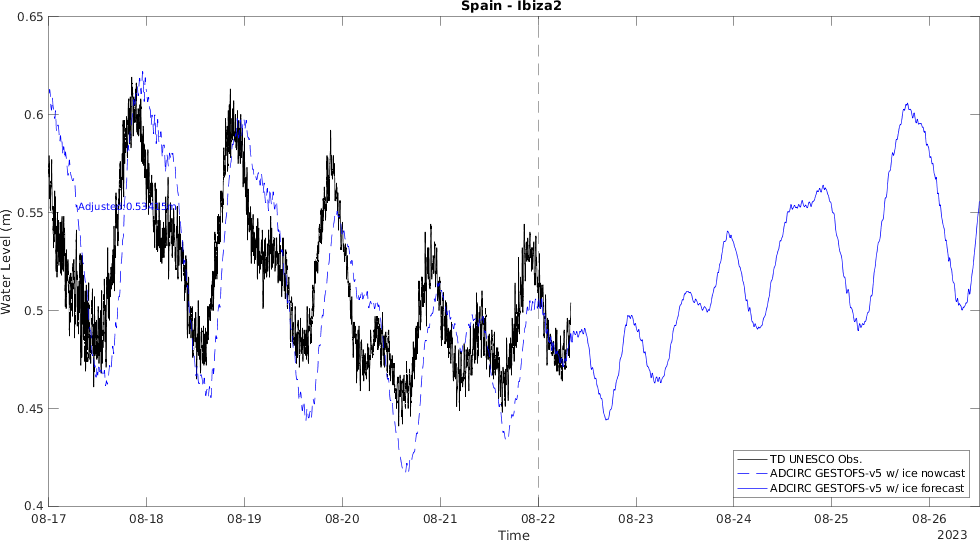 Spain - Ibiza2
0.65
0.6
0.55
0.5
0.45
0.4
Water Level (m)
TD UNESCO Obs.
ADCIRC GESTOFS-v5 w/ ice nowcast
ADCIRC GESTOFS-v5 w/ ice forecast
08-17 08-18 08-19 08-20 08-21 08-22 08-23 08-24 08-25 08-26
Time
2023